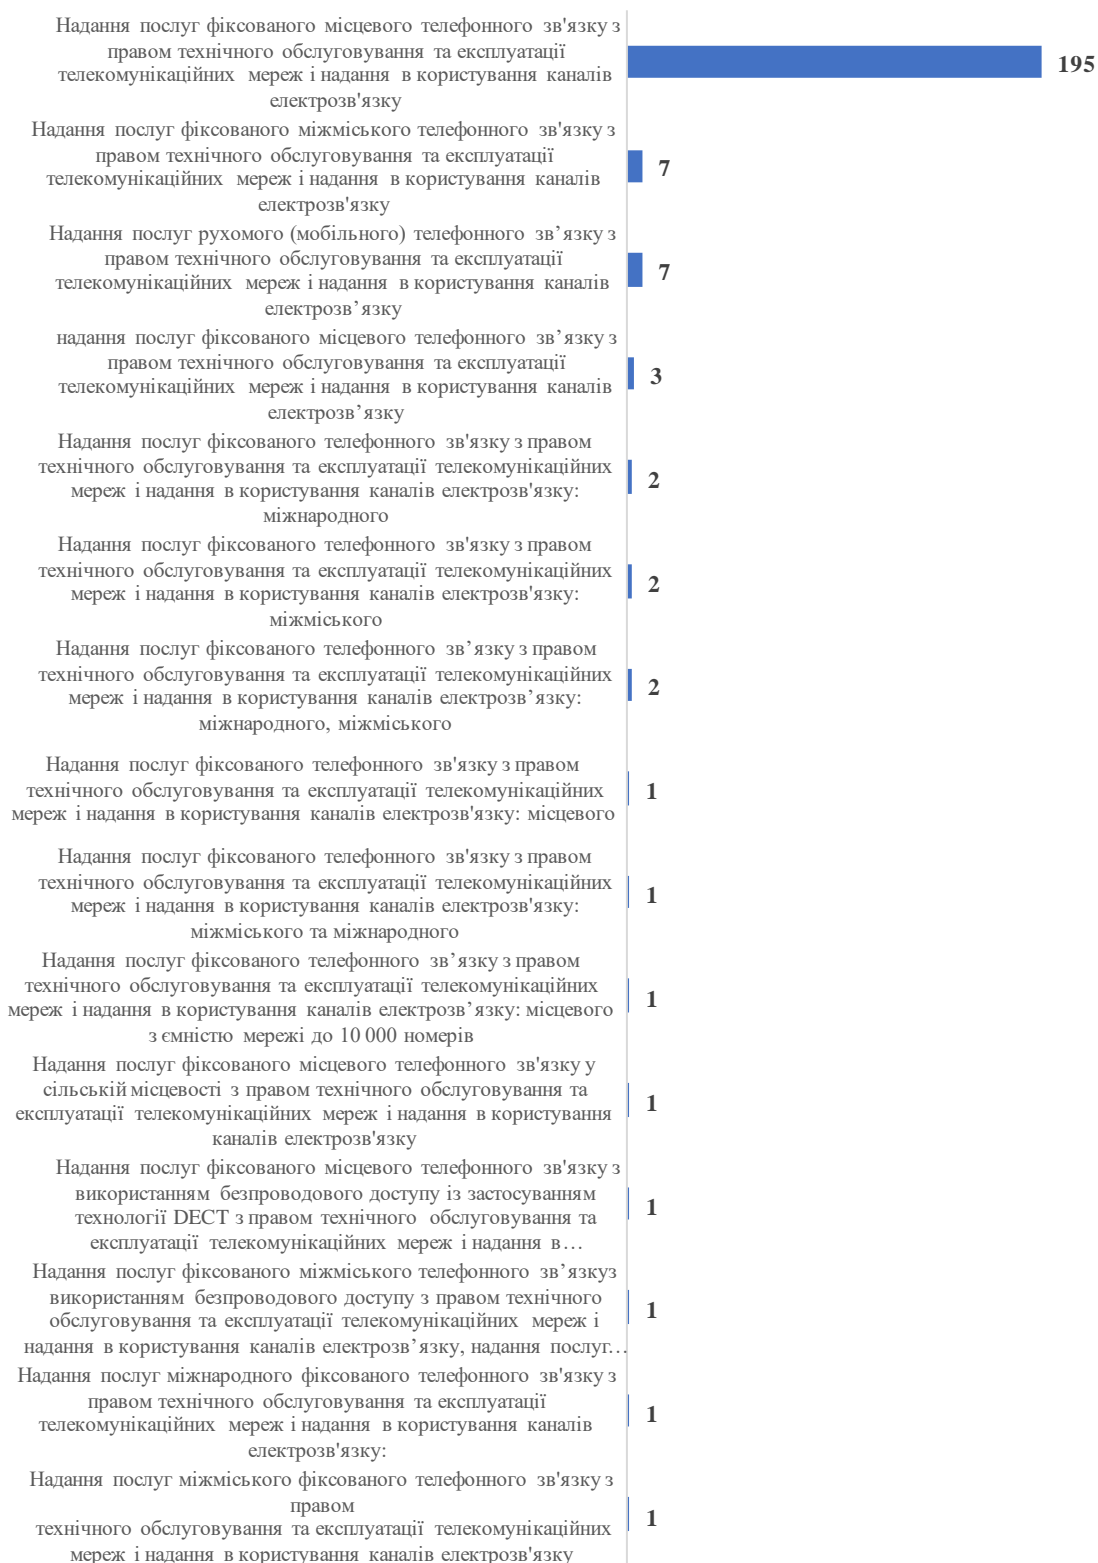 Надання послуг фіксованого місцевого телефонного зв'язку з
правом технічного обслуговування та експлуатації
телекомунікаційних мереж і надання в користування каналів
електрозв'язку
195
Надання послуг фіксованого міжміського телефонного зв'язку з
правом технічного обслуговування та експлуатації
телекомунікаційних мереж і надання в користування каналів
електрозв'язку
7
Надання послуг рухомого (мобільного) телефонного зв’язку з
правом технічного обслуговування та експлуатації
телекомунікаційних мереж і надання в користування каналів
електрозв’язку
7
надання послуг фіксованого місцевого телефонного зв’язку з
правом технічного обслуговування та експлуатації
телекомунікаційних мереж і надання в користування каналів
електрозв’язку
3
Надання послуг фіксованого телефонного зв'язку з правом
технічного обслуговування та експлуатації телекомунікаційних
мереж і надання в користування каналів електрозв'язку:
міжнародного
2
Надання послуг фіксованого телефонного зв'язку з правом
технічного обслуговування та експлуатації телекомунікаційних
мереж і надання в користування каналів електрозв'язку:
міжміського
2
Надання послуг фіксованого телефонного зв’язку з правом
технічного обслуговування та експлуатації телекомунікаційних
мереж і надання в користування каналів електрозв’язку:
міжнародного, міжміського
2
Надання послуг фіксованого телефонного зв'язку з правом
технічного обслуговування та експлуатації телекомунікаційних
мереж і надання в користування каналів електрозв'язку: місцевого
1
Надання послуг фіксованого телефонного зв'язку з правом
технічного обслуговування та експлуатації телекомунікаційних
мереж і надання в користування каналів електрозв'язку:
міжміського та міжнародного
1
Надання послуг фіксованого телефонного зв’язку з правом
технічного обслуговування та експлуатації телекомунікаційних
мереж і надання в користування каналів електрозв’язку: місцевого
з ємністю мережі до 10 000 номерів
1
Надання послуг фіксованого місцевого телефонного зв'язку у
сільській місцевості з правом технічного обслуговування та
експлуатації телекомунікаційних мереж і надання в користування
каналів електрозв'язку
1
Надання послуг фіксованого місцевого телефонного зв'язку з
використанням безпроводового доступу із застосуванням
технології DECT з правом технічного обслуговування та
експлуатації телекомунікаційних мереж і надання в…
1
Надання послуг фіксованого міжміського телефонного зв’язкуз
використанням безпроводового доступу з правом технічного
обслуговування та експлуатації телекомунікаційних мереж і
надання в користування каналів електрозв’язку, надання послуг…
1
Надання послуг міжнародного фіксованого телефонного зв'язку з
правом технічного обслуговування та експлуатації
телекомунікаційних мереж і надання в користування каналів
електрозв'язку:
1
Надання послуг міжміського фіксованого телефонного зв'язку з
правом
технічного обслуговування та експлуатації телекомунікаційних
мереж і надання в користування каналів електрозв'язку
1